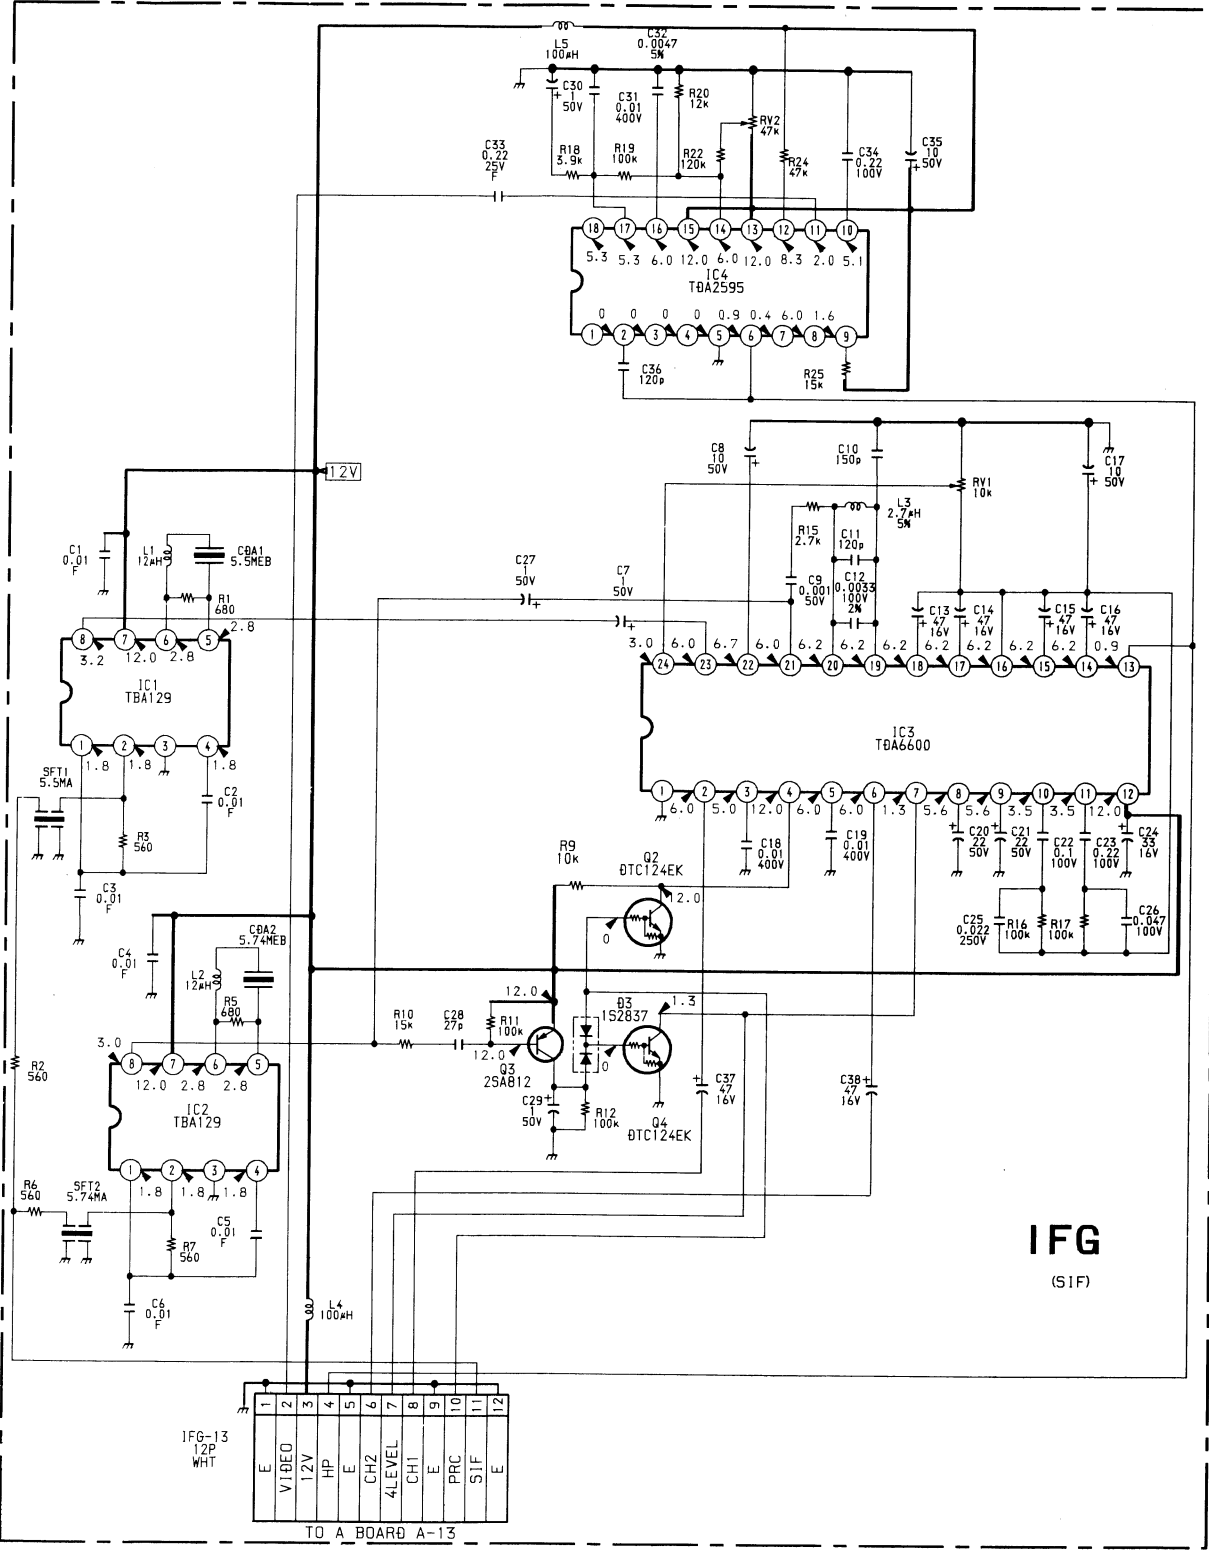 L5
100μH
C32
0.0047
5%
C30
1
50V
C31
0.01
400V
R20
12k
RV2
47k
C33
0.22
25V
F
R18
3.9k
R19
100k
R22
120k
R24
47k
C34
0.22
100V
C35
10
50V
18 17 16 15 14 13 12 11 10
5.3 5.3 6.0 12.0 6.0 12.0 8.3 2.0 5.1
IC4
TDA2595
0 0 0 0 0.9 0.4 6.0 1.6
1 2 3 4 5 6 7 8 9
C36
120p
R25
15k
12V
C8
10
50V
C10
150p
RV1
10k
C17
10
50V
R15
2.7k
L3
2.7μH
5%
C11
120p
C9
0.001
50V
C12
0.0033
100V
2%
C1
0.01
F
L1
12μH
CDA1
5.5MEB
R1
680
C27
1
50V
C7
1
50V
C13
47
16V
C14
47
16V
C15
47
16V
C16
47
16V
8 7 6 5
3.2 12.0 2.8 2.8
IC1
TBA129
1 2 3 4
1.8 1.8 1.8
3.0 6.0 6.7 6.0 6.2 6.2 6.2 6.2 6.2 6.2 6.2 0.9
24 23 22 21 20 19 18 17 16 15 14 13
IC3
TDA6600
1 2 3 4 5 6 7 8 9 10 11 12
6.0 5.0 12.0 6.0 6.0 1.3 5.6 5.6 3.5 3.5 12.0
SFT1
5.5MA
C2
0.01
F
R3
560
C3
0.01
F
C18
0.01
400V
C19
0.01
400V
C20
22
50V
C21
22
50V
C22
0.1
100V
C23
0.22
100V
C24
33
16V
R9
10k
Q2
DTC124EK
12.0
0
C25
0.022
250V
R16
100k
R17
100k
C26
0.047
100V
C4
0.01
F
CDA2
5.74MEB
L2
12μH
R5
680
R10
15k
C28
27p
12.0
R11
100k
12.0
Q3
2SA812
D3
1S2837
1.3
0
Q4
DTC124EK
C29
1
50V
R12
100k
C37
47
16V
C38
47
16V
R2
560
3.0
8 7 6 5
12.0 2.8 2.8
IC2
TBA129
1 2 3 4
1.8 1.8 1.8
R6
560
SFT2
5.74MA
R7
560
C5
0.01
F
C6
0.01
F
L4
100μH
IFG
(SIF)
IFG-13
12P
WHT
1 2 3 4 5 6 7 8 9 10 11 12
E VIDEO 12V HP E CH2 4LEVEL CH1 E PRC SIF E
TO A BOARD A-13